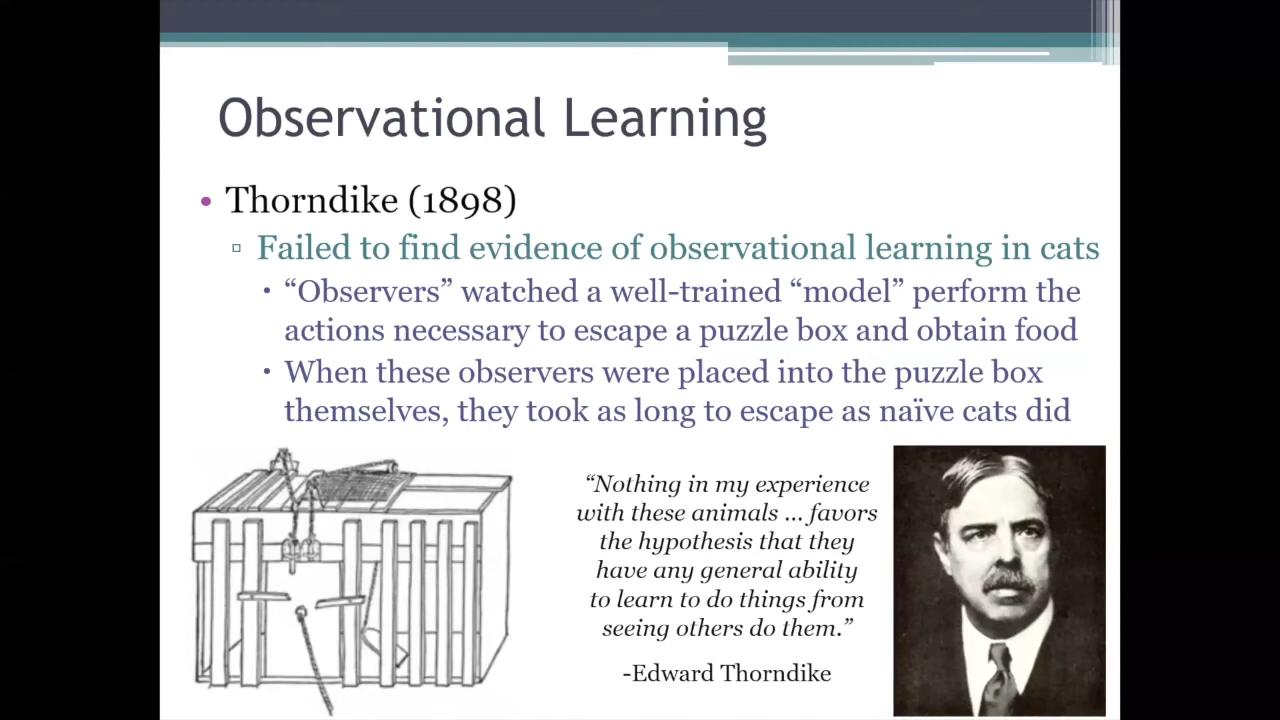 Observational Learning
• Thorndike (1898)
▫ Failed to find evidence of observational learning in cats
• “Observers” watched a well-trained “model” perform the
actions necessary to escape a puzzle box and obtain food
• When these observers were placed into the puzzle box
themselves, they took as long to escape as naïve cats did
“Nothing in my experience
with these animals ... favors
the hypothesis that they
have any general ability
to learn to do things from
seeing others do them.”
-Edward Thorndike